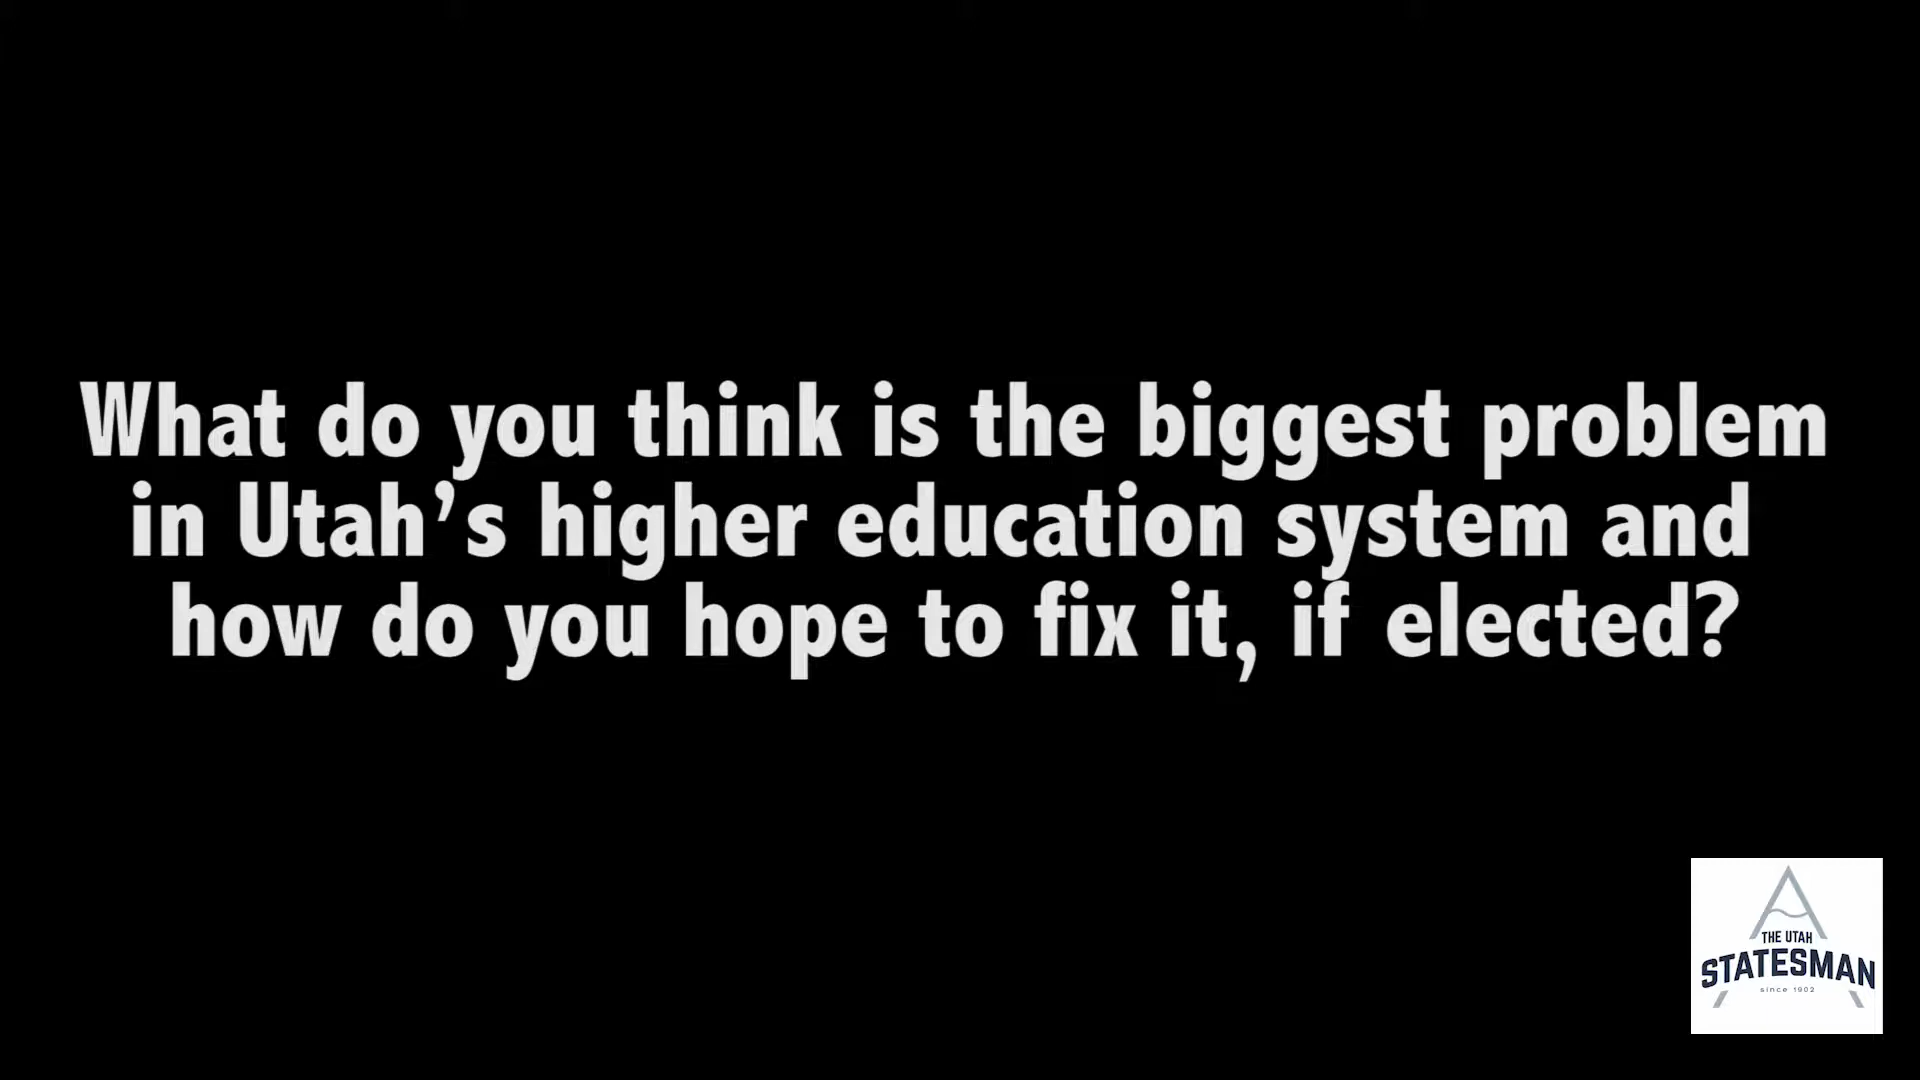 What do you think is the biggest problem
in Utah’s higher education system and
how do you hope to fix it, if elected?
THE UTAH
STATESMAN
since 1902